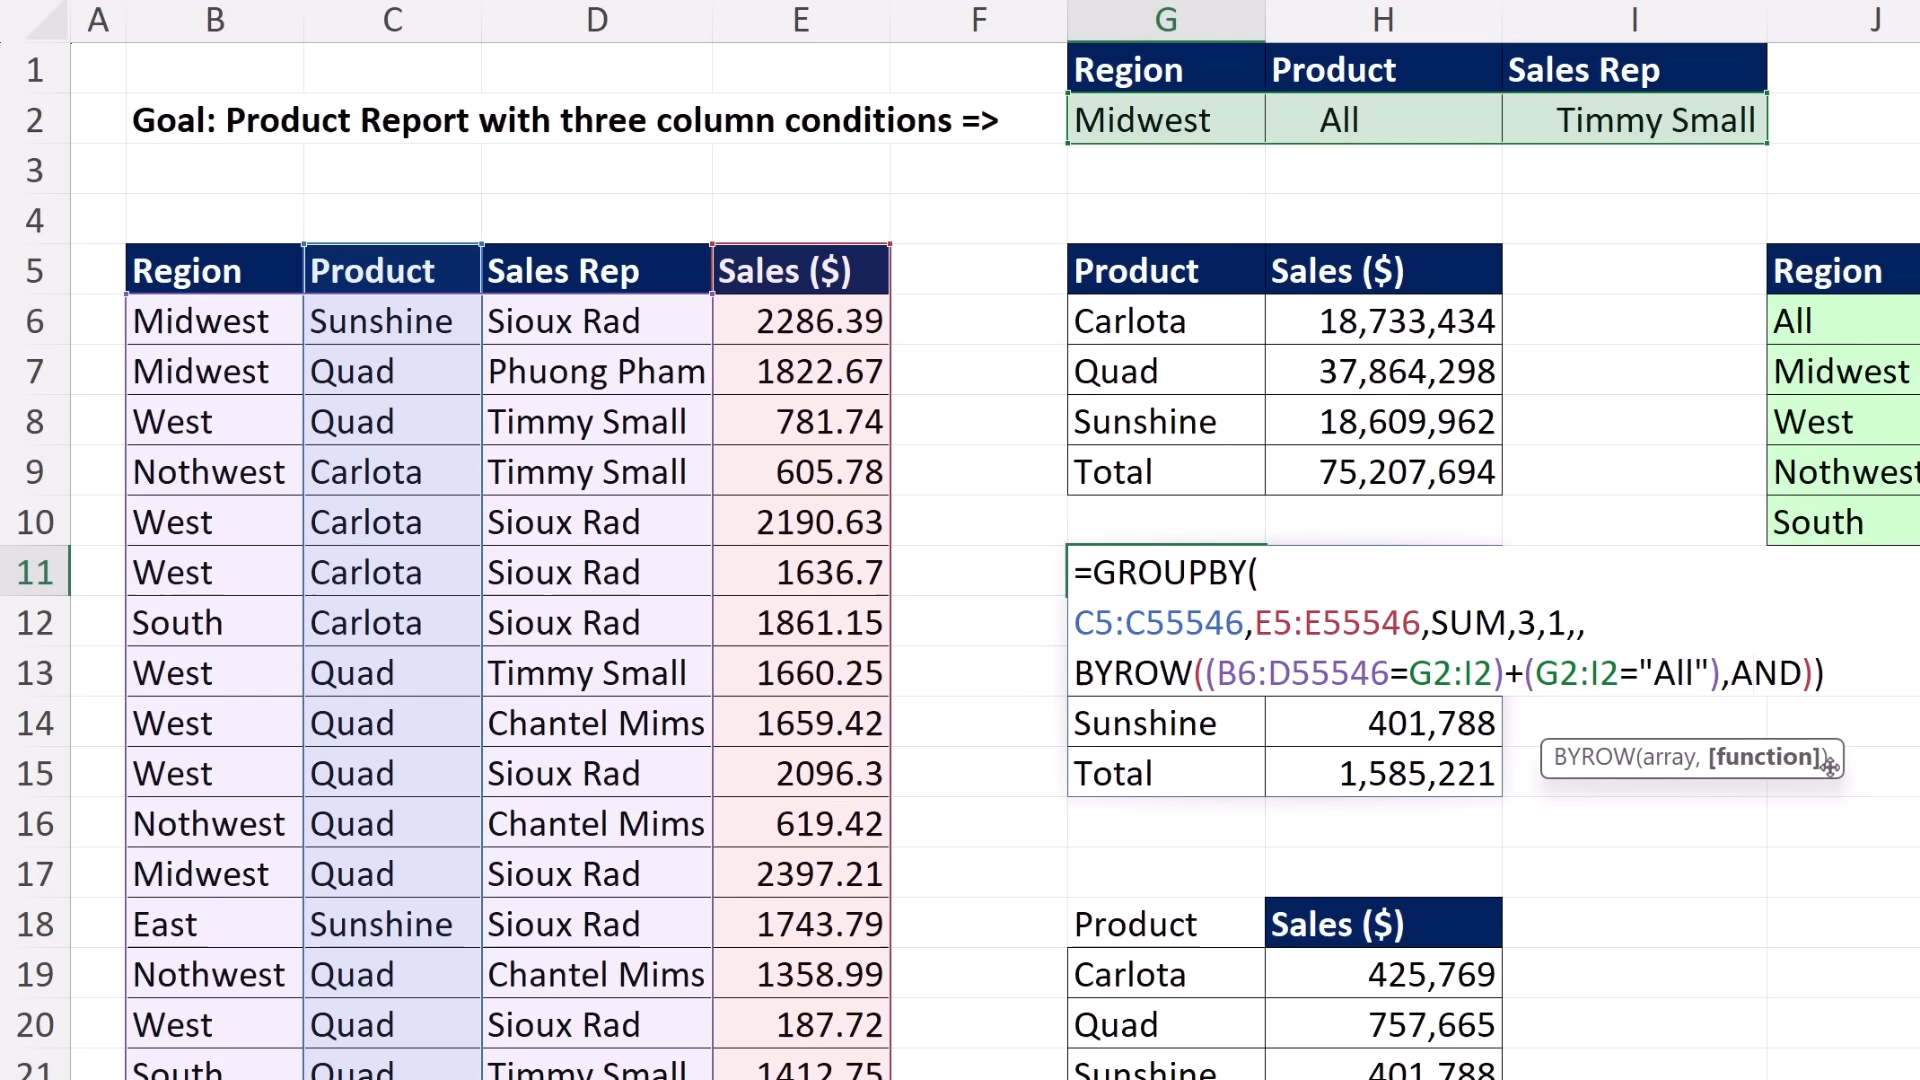 A B C D E F G H I J
1 Region Product Sales Rep
2 Goal: Product Report with three column conditions => Midwest All Timmy Small
3
4
5 Region Product Sales Rep Sales ($) Product Sales ($) Region
6 Midwest Sunshine Sioux Rad 2286.39 Carlota 18,733,434 All
7 Midwest Quad Phuong Pham 1822.67 Quad 37,864,298 Midwest
8 West Quad Timmy Small 781.74 Sunshine 18,609,962 West
9 Nothwest Carlota Timmy Small 605.78 Total 75,207,694 Nothwest
10 West Carlota Sioux Rad 2190.63 South
11 West Carlota Sioux Rad 1636.7 =GROUPBY(
12 South Carlota Sioux Rad 1861.15 C5:C55546,E5:E55546,SUM,3,1,,
13 West Quad Timmy Small 1660.25 BYROW((B6:D55546=G2:I2)+(G2:I2="All"),AND))
14 West Quad Chantel Mims 1659.42 Sunshine 401,788
BYROW(array, [function])
15 West Quad Sioux Rad 2096.3 Total 1,585,221
16 Nothwest Quad Chantel Mims 619.42
17 Midwest Quad Sioux Rad 2397.21
18 East Sunshine Sioux Rad 1743.79 Product Sales ($)
19 Nothwest Quad Chantel Mims 1358.99 Carlota 425,769
20 West Quad Sioux Rad 187.72 Quad 757,665
21 South Quad Timmy Small 1412.75 Sunshine 401,788